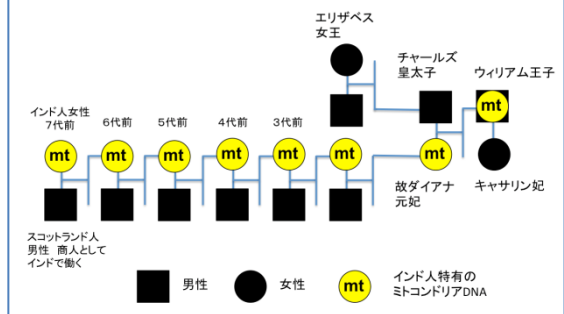 エリザベス
女王
チャールズ
皇太子
ウィリアム王子
mt
インド人女性
7代前
6代前
5代前
4代前
3代前
mt
mt
mt
mt
mt
mt
mt
故ダイアナ
元妃
キャサリン妃
スコットランド人
男性 商人として
インドで働く
男性
女性
mt
インド人特有の
ミトコンドリアDNA